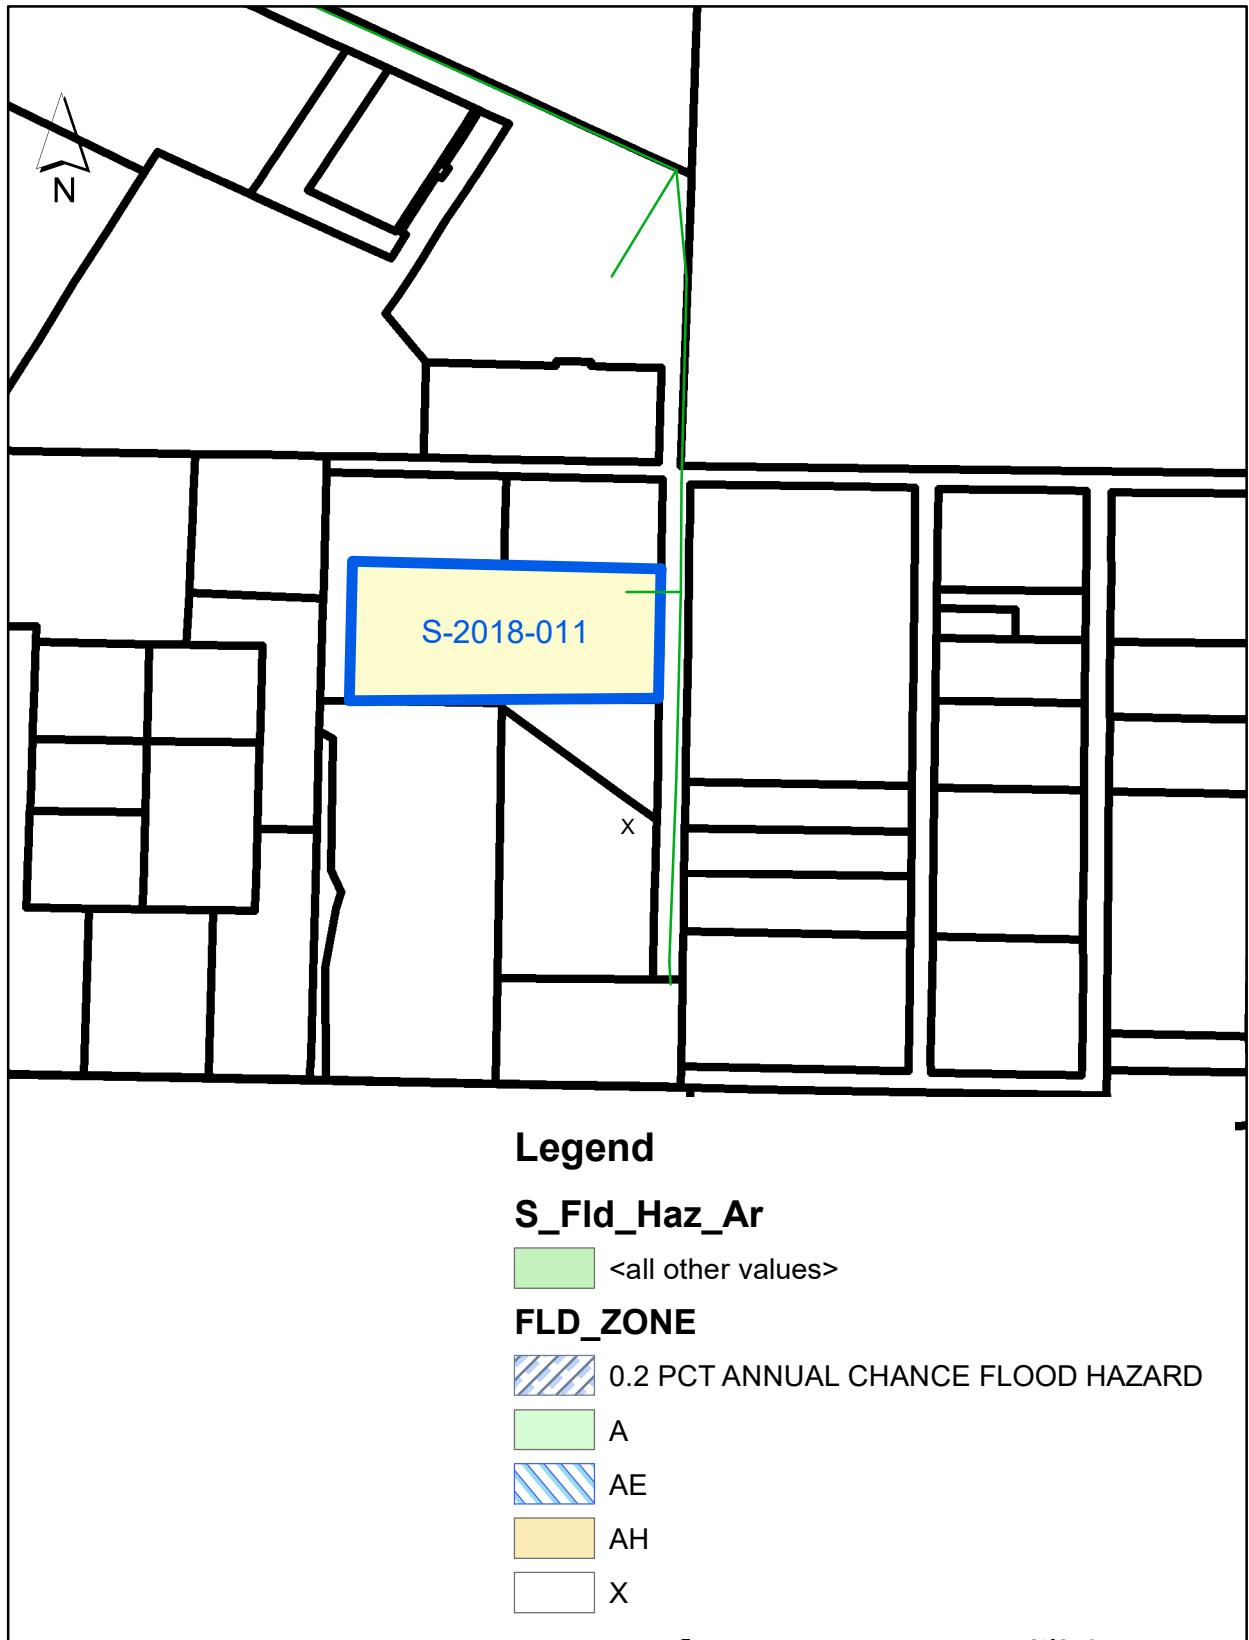 N
S-2018-011
X
Legend
S_Fld_Haz_Ar
<all other values>
FLD_ZONE
0.2 PCT ANNUAL CHANCE FLOOD HAZARD
A
AE
AH
X